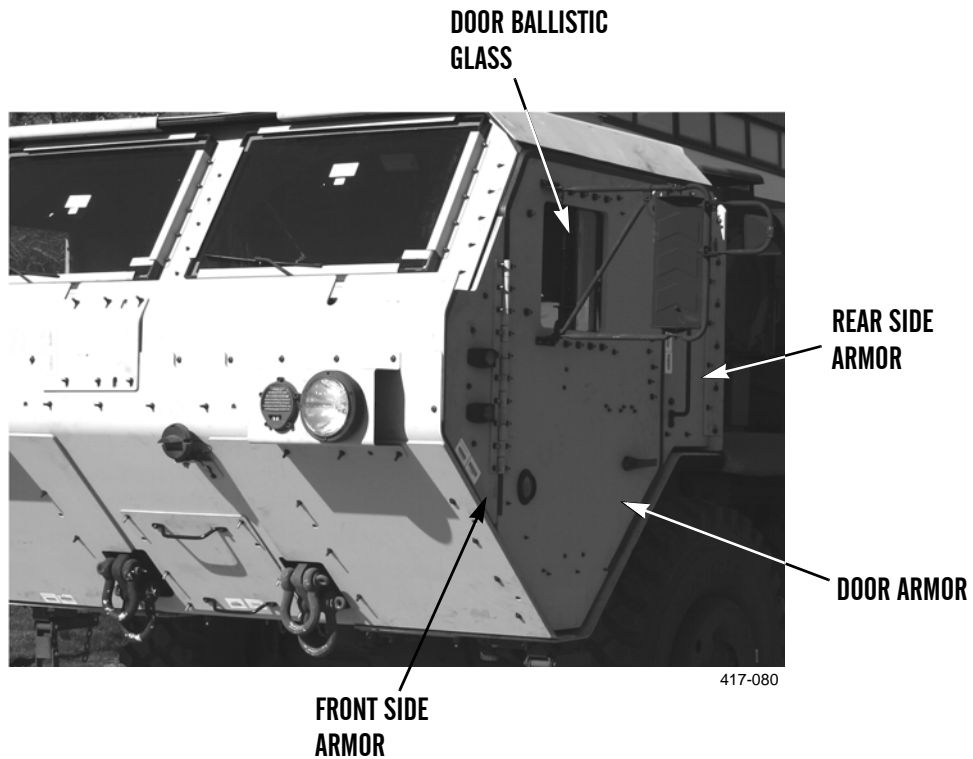 DOOR BALLISTIC
GLASS
REAR SIDE
ARMOR
DOOR ARMOR
417-080
FRONT SIDE
ARMOR